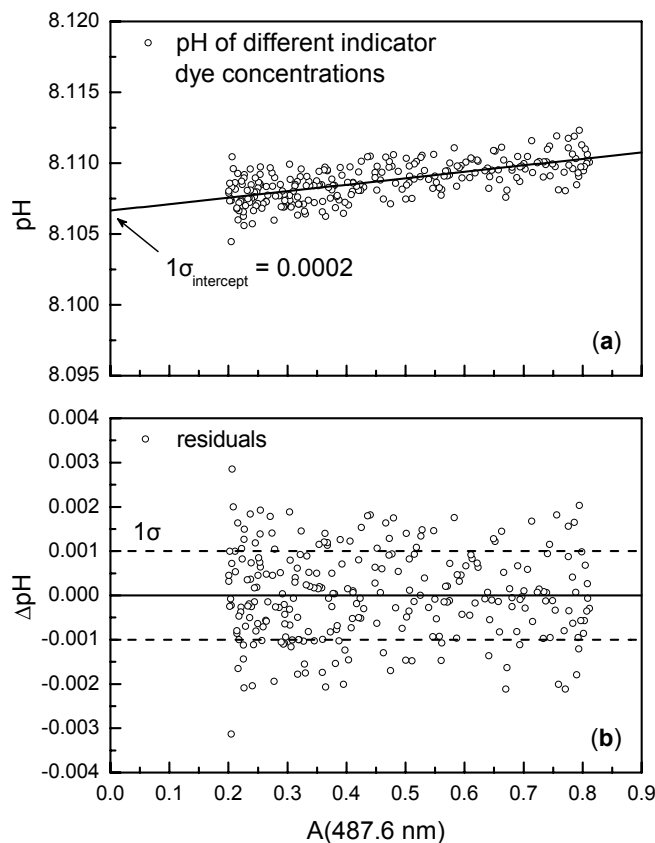 8.120
pH of different indicator
dye concentrations
8.115
8.110
pH
8.105
1σintercept = 0.0002
8.100
(a)
8.095
0.004
residuals
0.003
0.002
1σ
0.001
0.000
ΔpH
-0.001
-0.002
-0.003
(b)
-0.004
0.0 0.1 0.2 0.3 0.4 0.5 0.6 0.7 0.8 0.9
A(487.6 nm)